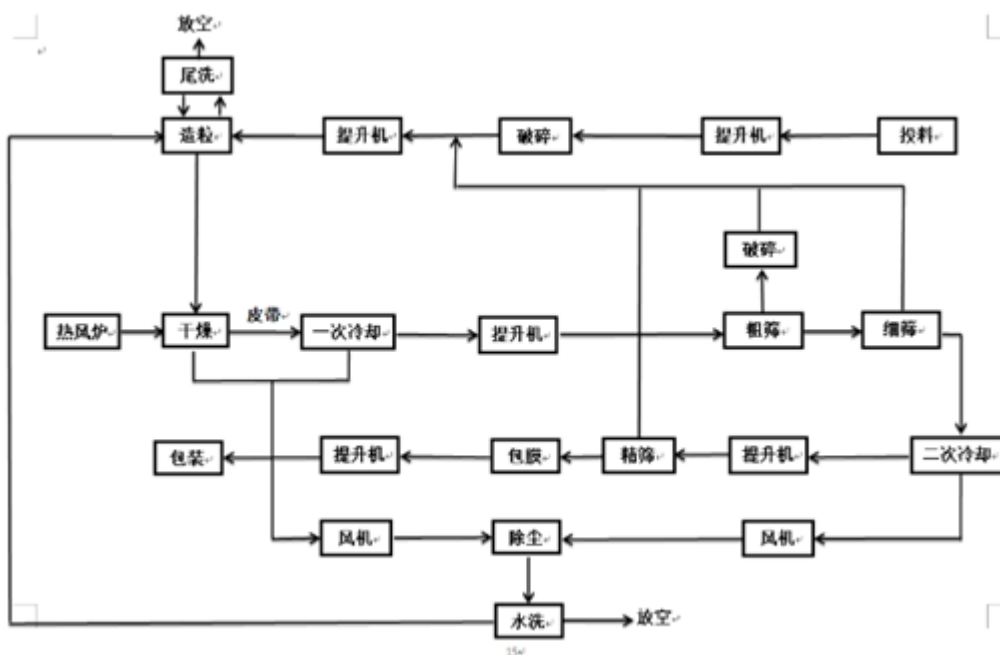 放空
尾洗
造粒
提升机
破碎
提升机
投料
破碎
热风炉
干燥
皮带
一次冷却
提升机
粗筛
细筛
包装
提升机
包膜
精筛
提升机
二次冷却
风机
除尘
风机
水洗
放空
15